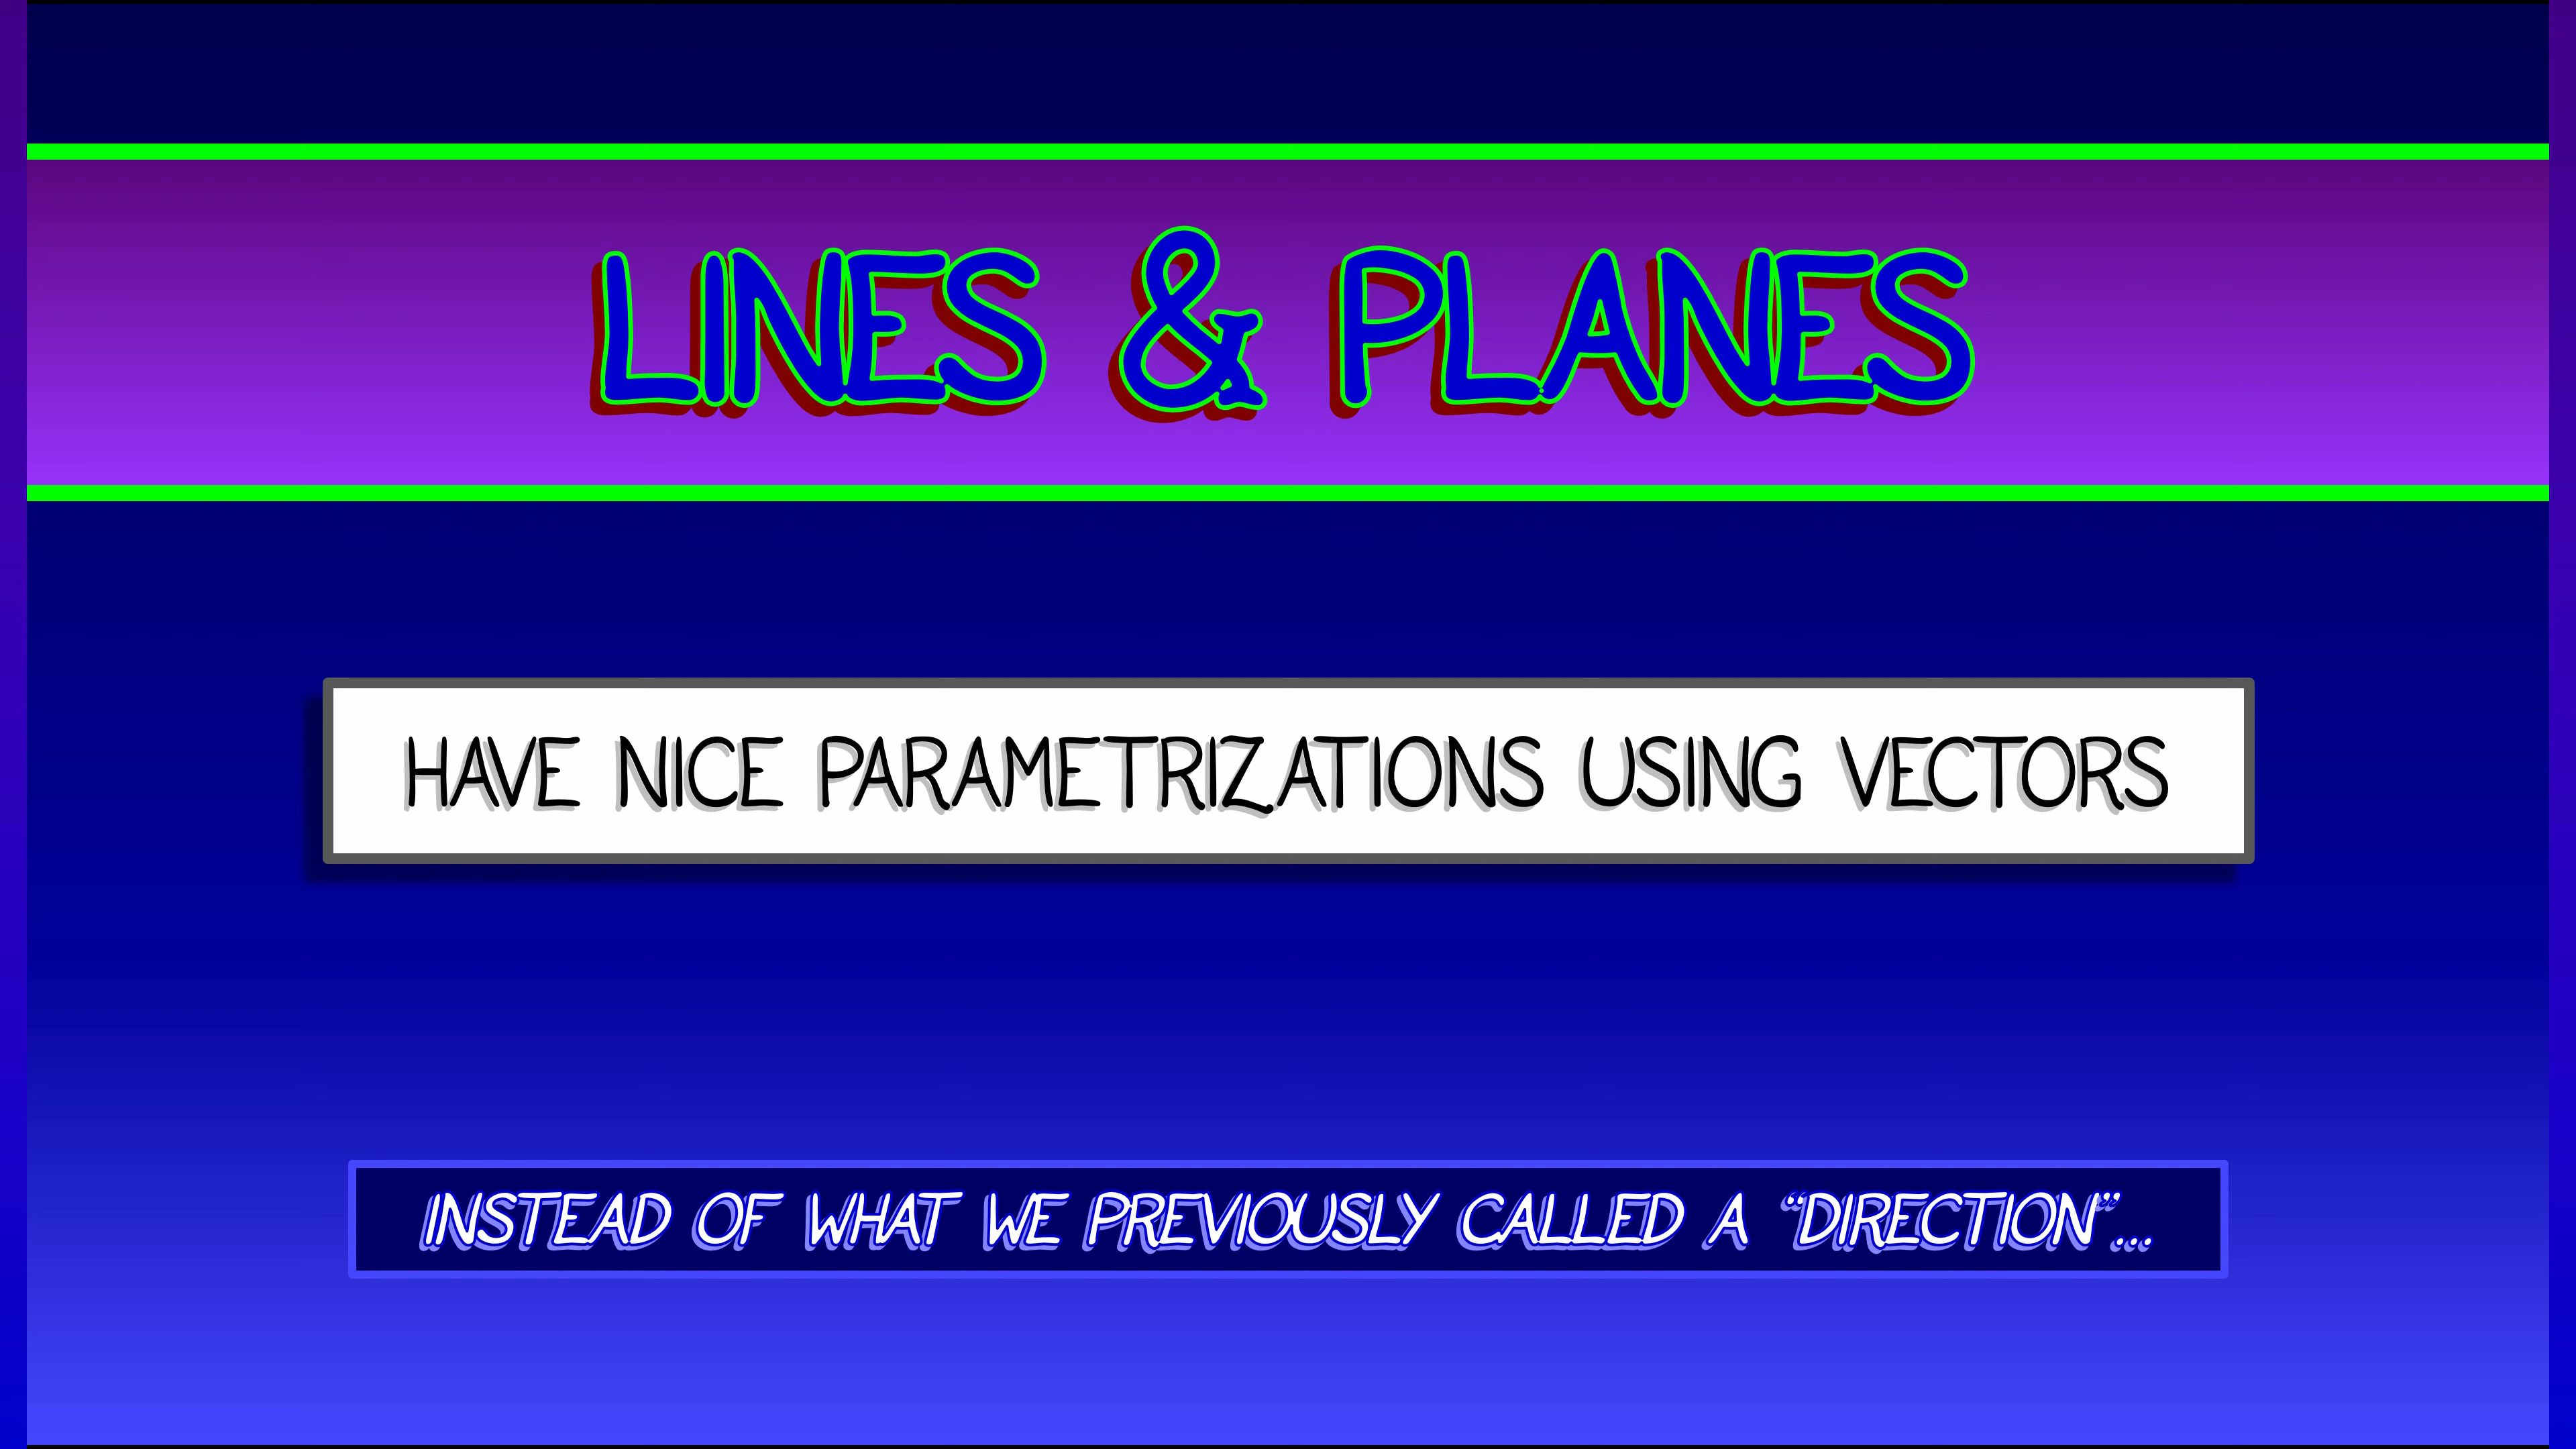 LINES & PLANES
HAVE NICE PARAMETRIZATIONS USING VECTORS
INSTEAD OF WHAT WE PREVIOUSLY CALLED A “DIRECTION”...